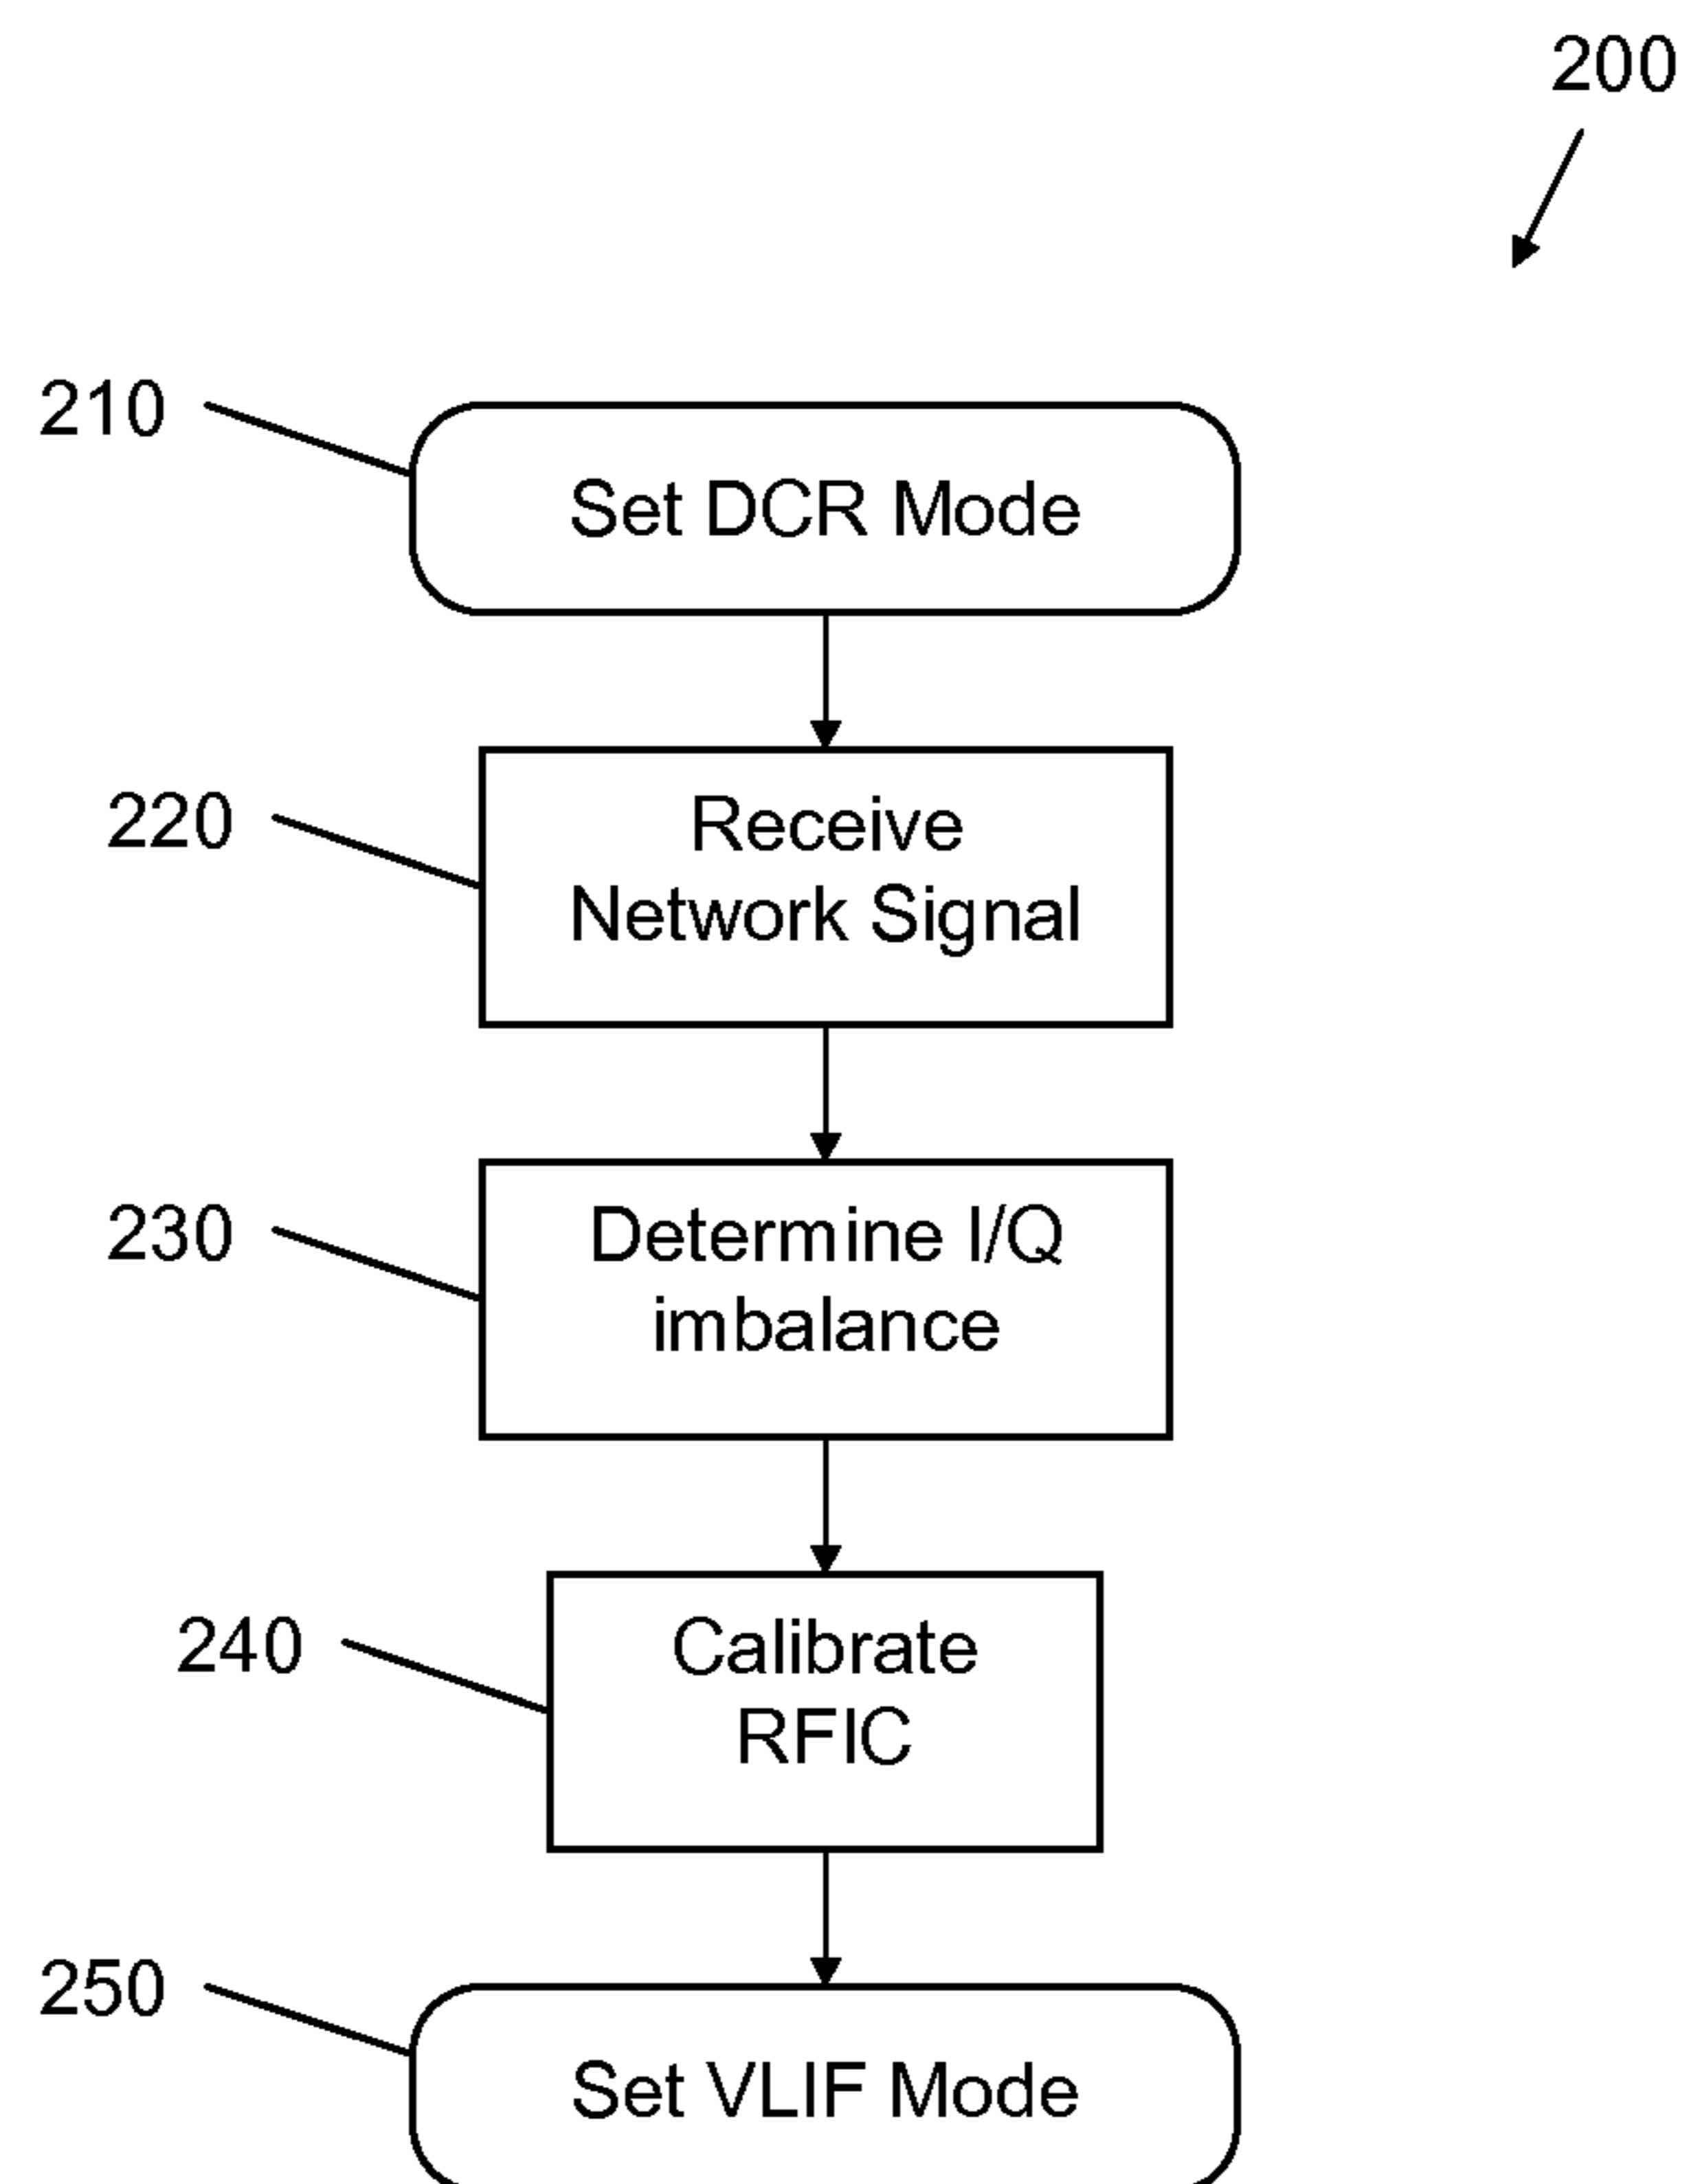 200
210
Set DCR Mode
220
Receive
Network Signal
230
Determine I/Q
imbalance
240
Calibrate
RFIC
250
Set VLIF Mode